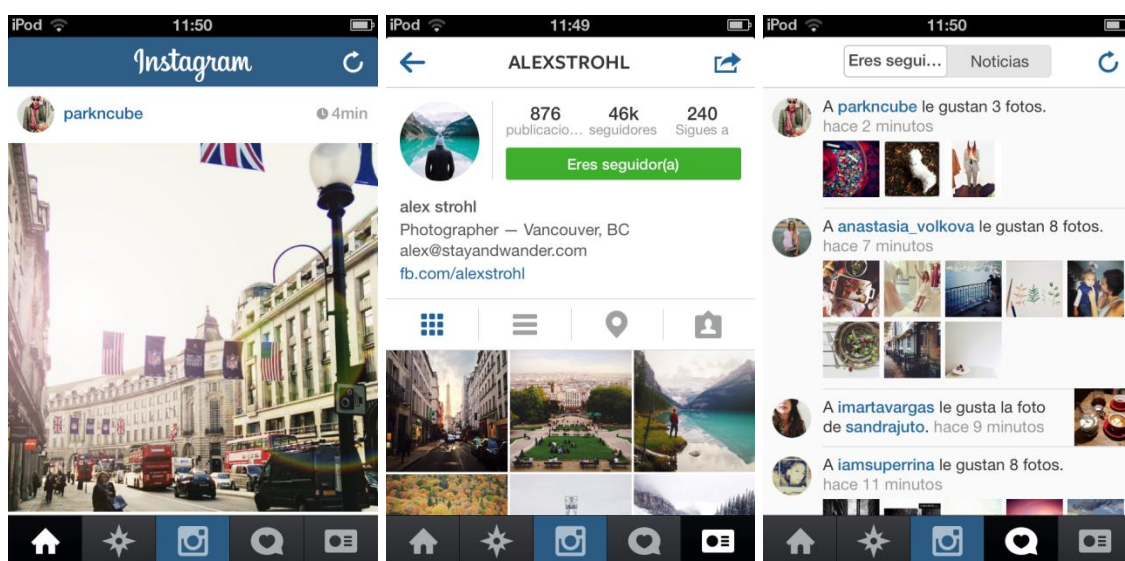 iPod 11:50
Instagram
parkncube 4min
iPod 11:49
ALEXSTROHL
876 46k 240
publicacio... seguidores Sigues a
Eres seguidor(a)
alex strohl
Photographer — Vancouver, BC
alex@stayandwander.com
fb.com/alexstrohl
iPod 11:50
Eres segui... Noticias
A parkncube le gustan 3 fotos.
hace 2 minutos
A anastasia_volkova le gustan 8 fotos.
hace 7 minutos
A imartavargas le gusta la foto
de sandrajuto. hace 9 minutos
A iamsuperrina le gustan 8 fotos.
hace 11 minutos